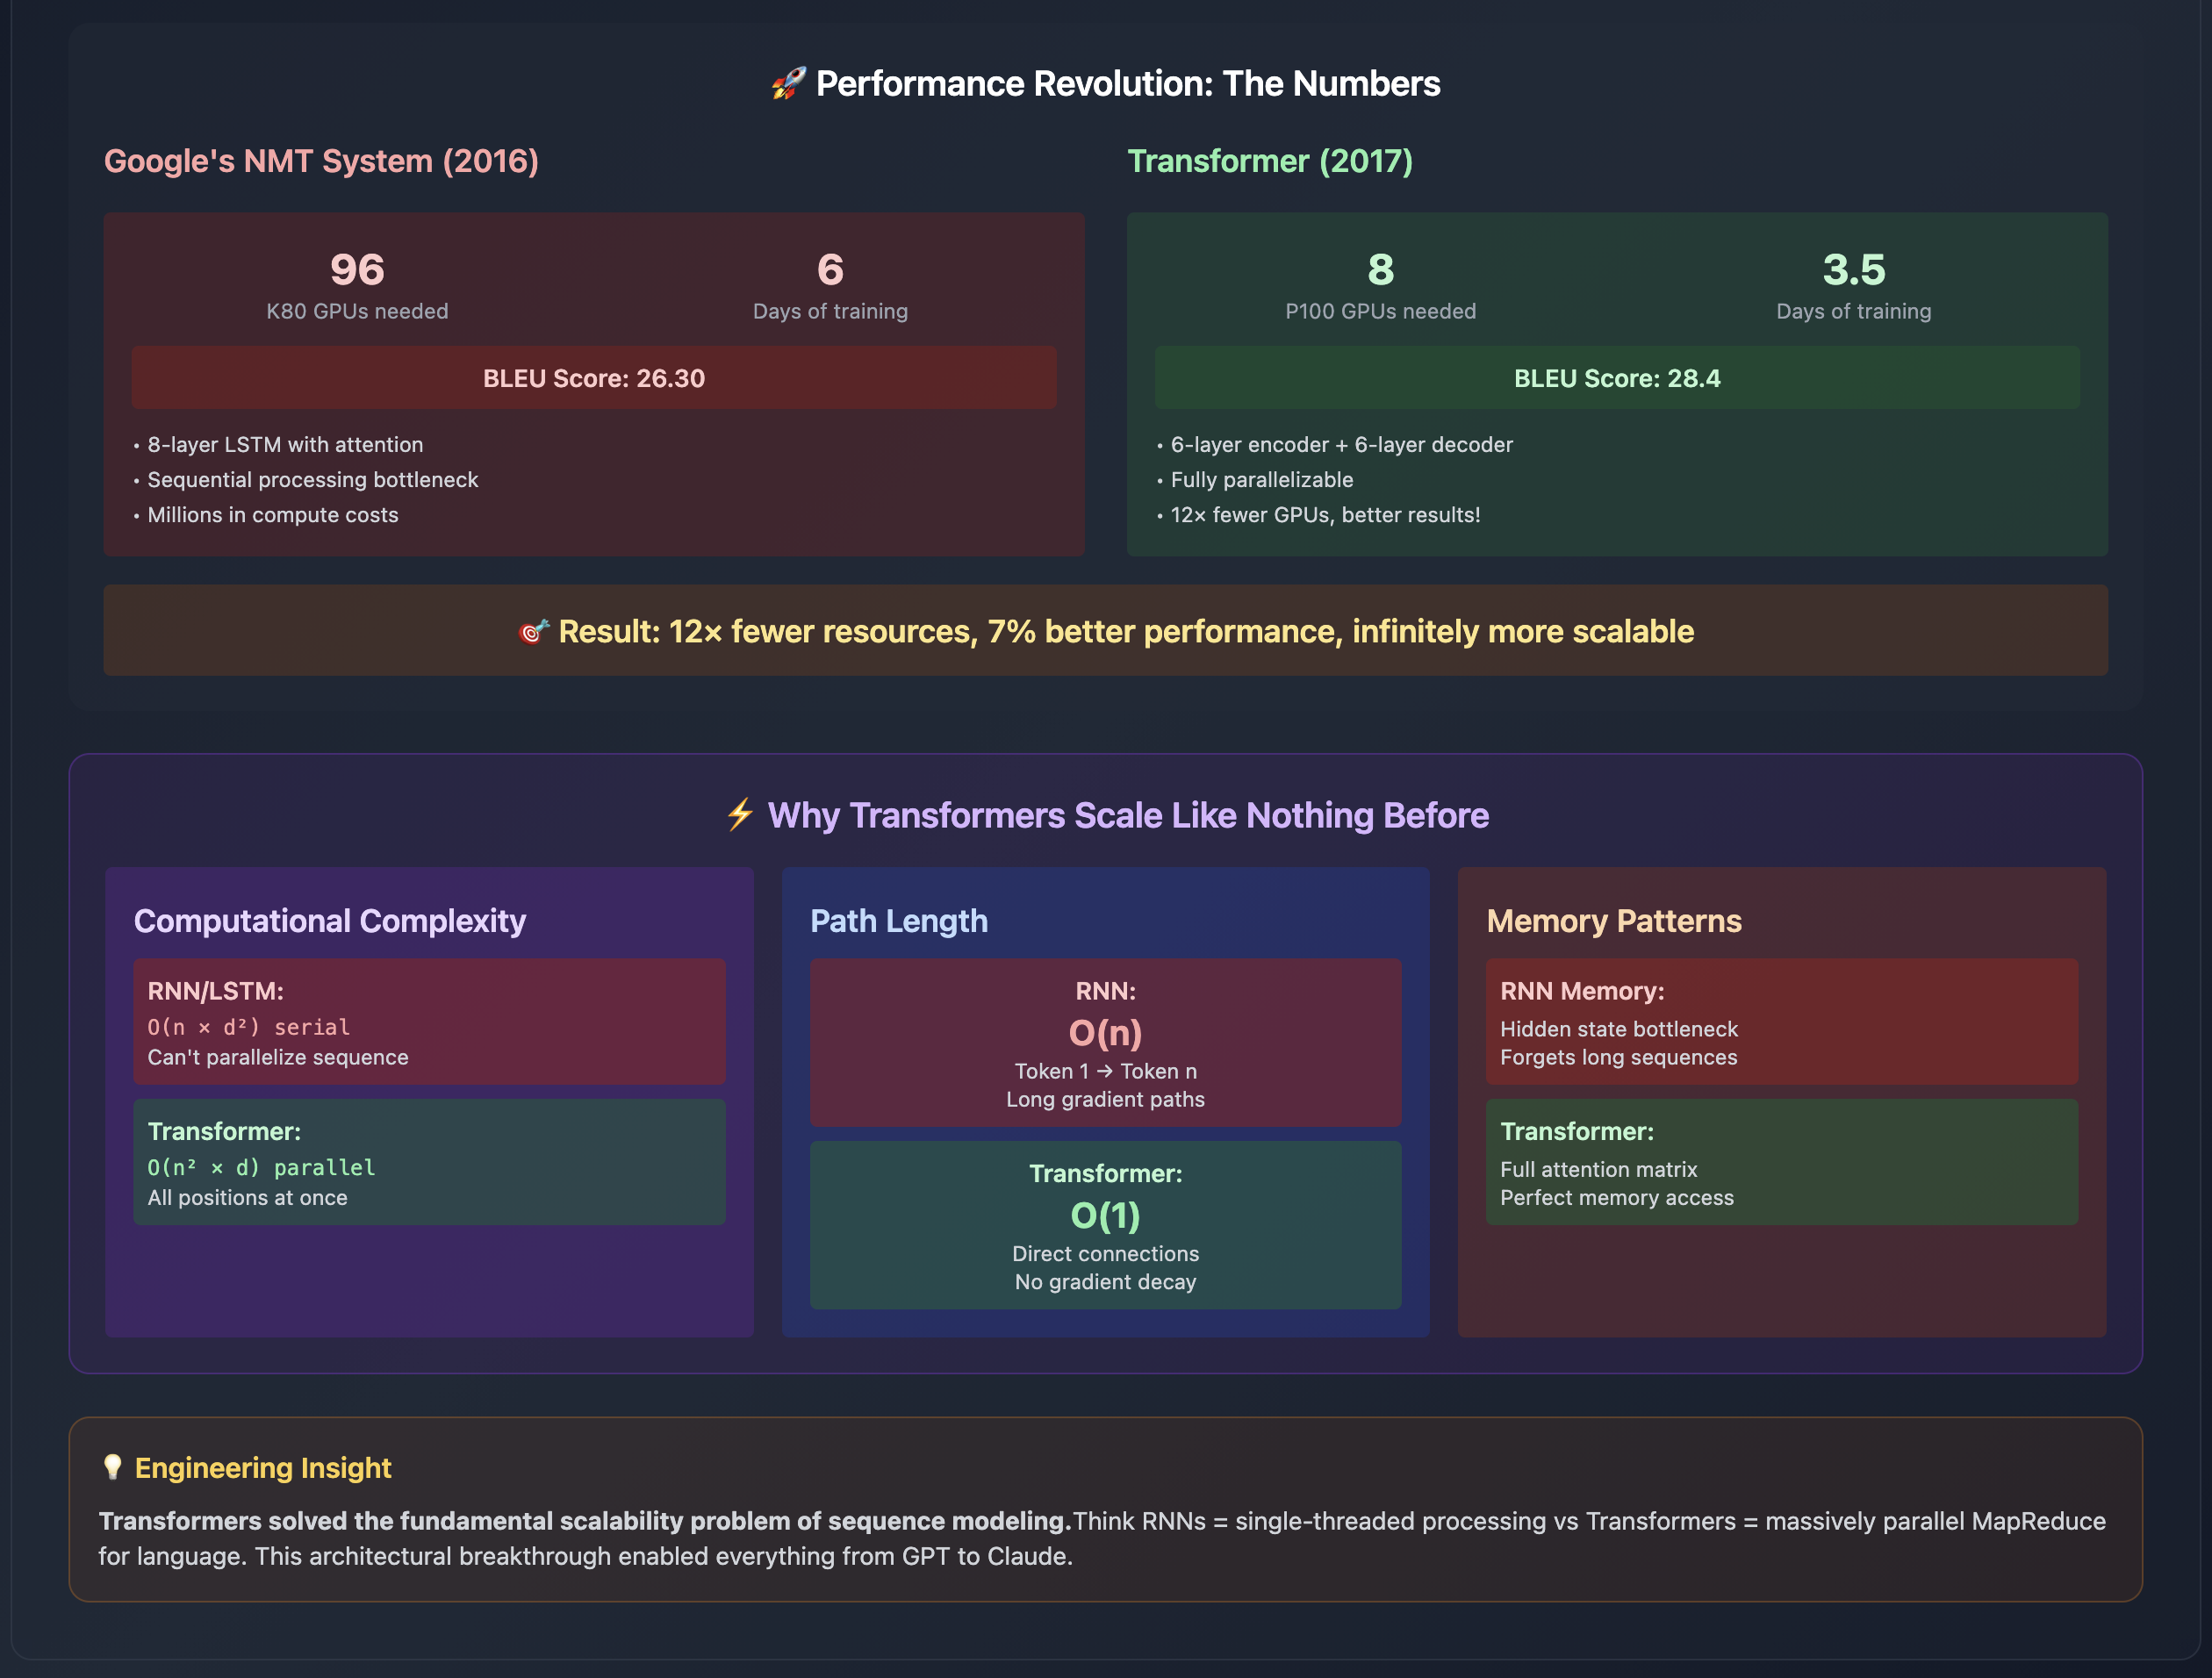 🚀 Performance Revolution: The Numbers
Google's NMT System (2016)
96
K80 GPUs needed
6
Days of training
BLEU Score: 26.30
• 8-layer LSTM with attention
• Sequential processing bottleneck
• Millions in compute costs
Transformer (2017)
8
P100 GPUs needed
3.5
Days of training
BLEU Score: 28.4
• 6-layer encoder + 6-layer decoder
• Fully parallelizable
• 12× fewer GPUs, better results!
🎯 Result: 12× fewer resources, 7% better performance, infinitely more scalable
⚡ Why Transformers Scale Like Nothing Before
Computational Complexity
RNN/LSTM:
O(n × d²) serial
Can't parallelize sequence
Transformer:
O(n² × d) parallel
All positions at once
Path Length
RNN:
O(n)
Token 1 → Token n
Long gradient paths
Transformer:
O(1)
Direct connections
No gradient decay
Memory Patterns
RNN Memory:
Hidden state bottleneck
Forgets long sequences
Transformer:
Full attention matrix
Perfect memory access
💡 Engineering Insight
Transformers solved the fundamental scalability problem of sequence modeling.Think RNNs = single-threaded processing vs Transformers = massively parallel MapReduce
for language. This architectural breakthrough enabled everything from GPT to Claude.